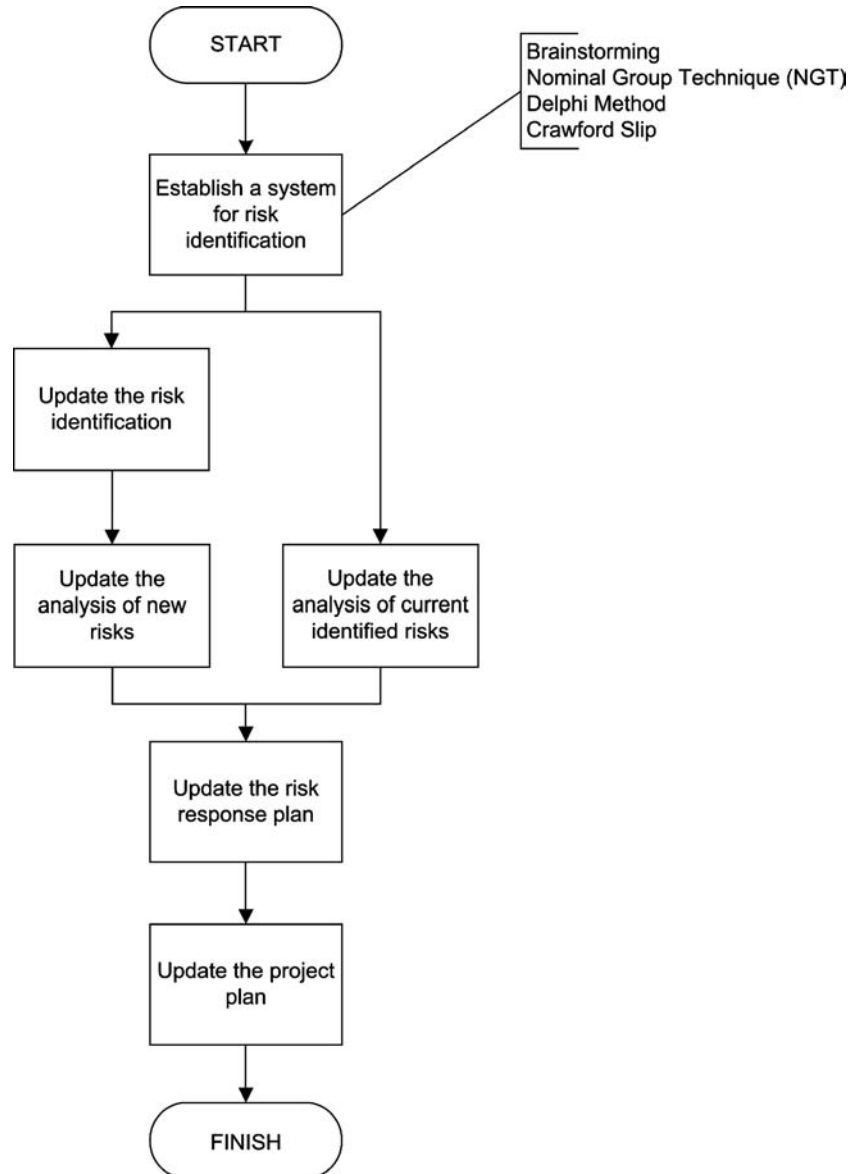 START
Brainstorming
Nominal Group Technique (NGT)
Delphi Method
Crawford Slip
Establish a system
for risk
identification
Update the risk
identification
Update the
analysis of new
risks
Update the
analysis of current
identified risks
Update the risk
response plan
Update the project
plan
FINISH